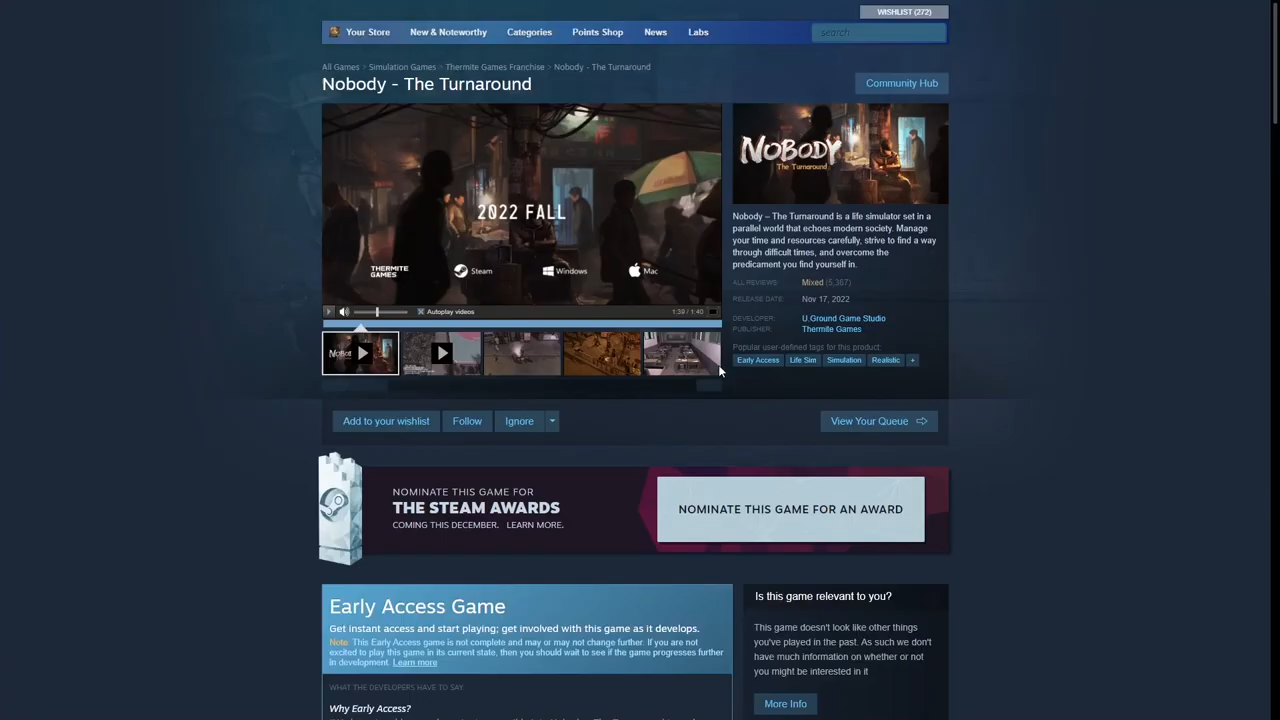 WISHLIST (272)
Your Store
New & Noteworthy
Categories
Points Shop
News
Labs
search
All Games > Simulation Games > Thermite Games Franchise > Nobody - The Turnaround
Nobody - The Turnaround
Community Hub
2022 FALL
THERMITE
GAMES
Steam
Windows
Mac
Autoplay videos
1:39 / 1:40
NOBODY
The Turnaround
Nobody – The Turnaround is a life simulator set in a
parallel world that echoes modern society. Manage
your time and resources carefully, strive to find a way
through difficult times, and overcome the
predicament you find yourself in.
ALL REVIEWS: Mixed (5,367)
RELEASE DATE: Nov 17, 2022
DEVELOPER: U.Ground Game Studio
PUBLISHER: Thermite Games
Popular user-defined tags for this product:
Early Access
Life Sim
Simulation
Realistic
+
Add to your wishlist
Follow
Ignore
View Your Queue
NOMINATE THIS GAME FOR
THE STEAM AWARDS
COMING THIS DECEMBER. LEARN MORE.
NOMINATE THIS GAME FOR AN AWARD
Early Access Game
Get instant access and start playing; get involved with this game as it develops.
Note: This Early Access game is not complete and may or may not change further. If you are not
excited to play this game in its current state, then you should wait to see if the game progresses further
in development. Learn more
WHAT THE DEVELOPERS HAVE TO SAY:
Why Early Access?
Is this game relevant to you?
This game doesn't look like other things
you've played in the past. As such we don't
have much information on whether or not
you might be interested in it
More Info